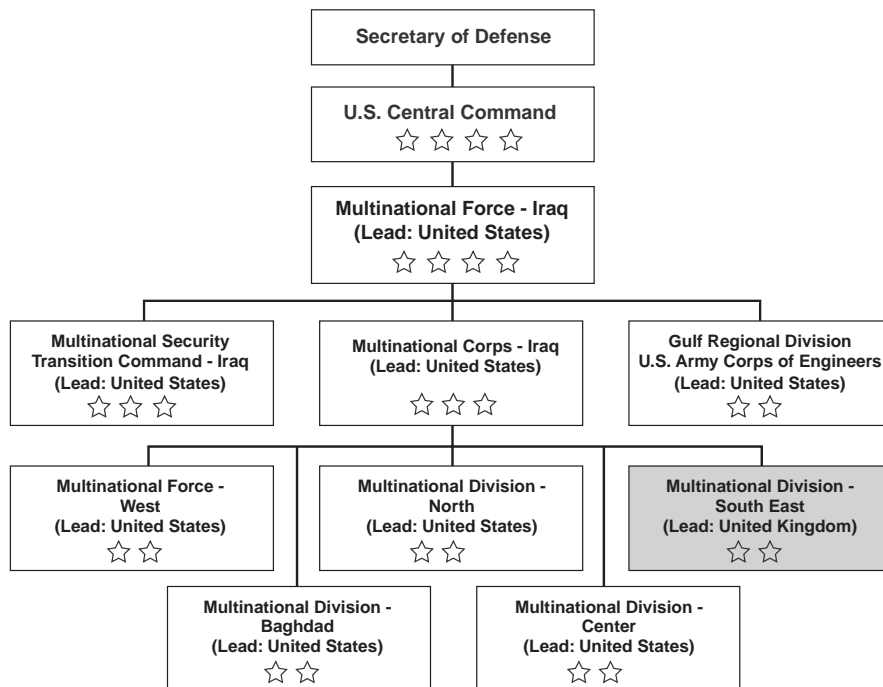 Secretary of Defense
U.S. Central Command
Multinational Force - Iraq
(Lead: United States)
Multinational Security
Transition Command - Iraq
(Lead: United States)
Multinational Corps - Iraq
(Lead: United States)
Gulf Regional Division
U.S. Army Corps of Engineers
(Lead: United States)
Multinational Force -
West
(Lead: United States)
Multinational Division -
North
(Lead: United States)
Multinational Division -
South East
(Lead: United Kingdom)
Multinational Division -
Baghdad
(Lead: United States)
Multinational Division -
Center
(Lead: United States)